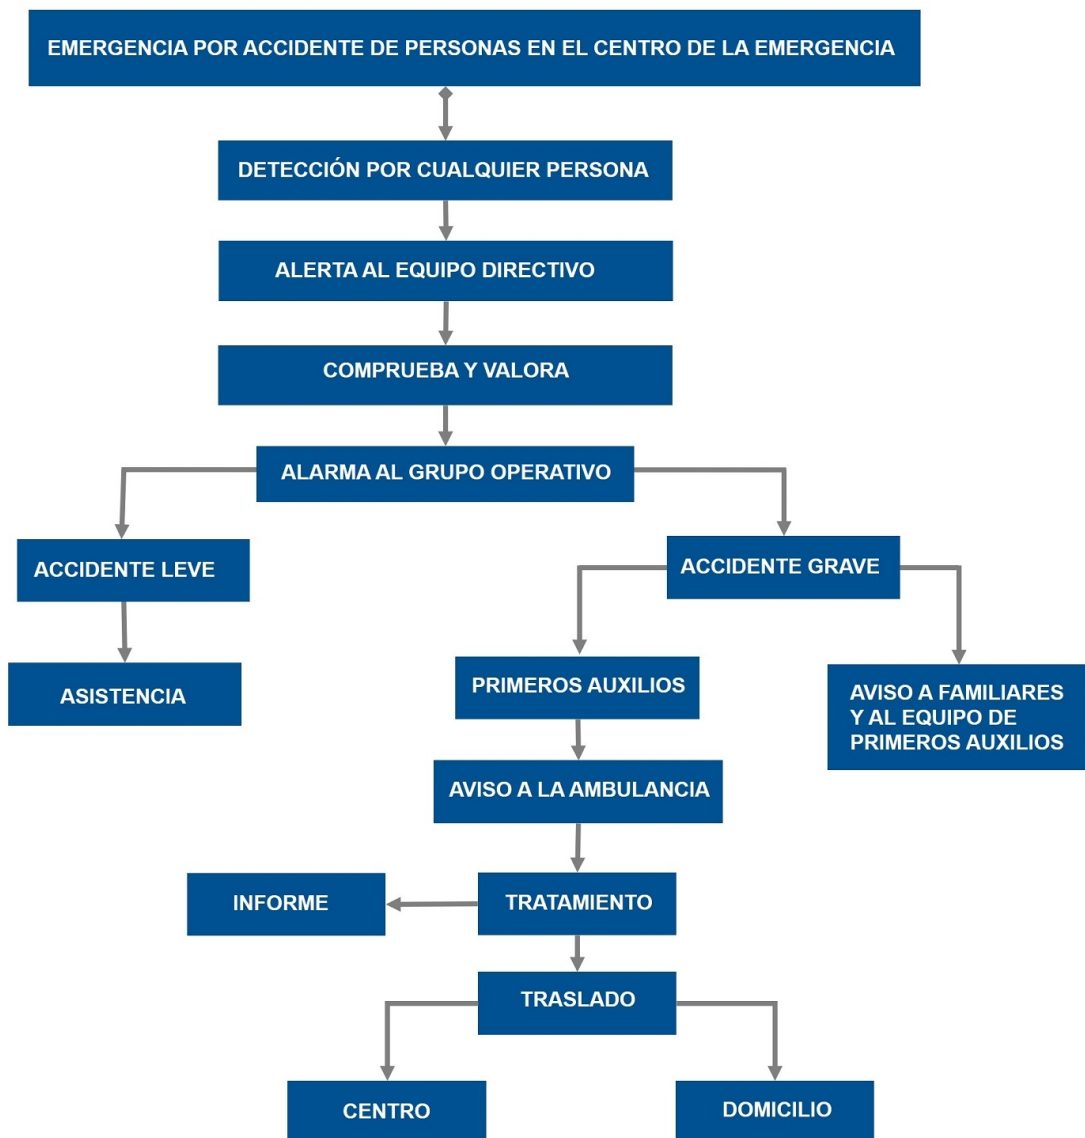 EMERGENCIA POR ACCIDENTE DE PERSONAS EN EL CENTRO DE LA EMERGENCIA
DETECCIÓN POR CUALQUIER PERSONA
ALERTA AL EQUIPO DIRECTIVO
COMPRUEBA Y VALORA
ALARMA AL GRUPO OPERATIVO
ACCIDENTE LEVE
ACCIDENTE GRAVE
ASISTENCIA
PRIMEROS AUXILIOS
AVISO A FAMILIARES
Y AL EQUIPO DE
PRIMEROS AUXILIOS
AVISO A LA AMBULANCIA
INFORME
TRATAMIENTO
TRASLADO
CENTRO
DOMICILIO